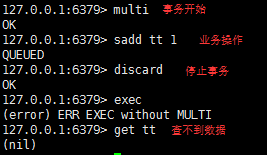 127.0.0.1:6379> multi 事务开始
OK
127.0.0.1:6379> sadd tt 1 业务操作
QUEUED
127.0.0.1:6379> discard 停止事务
OK
127.0.0.1:6379> exec
(error) ERR EXEC without MULTI
127.0.0.1:6379> get tt 查不到数据
(nil)